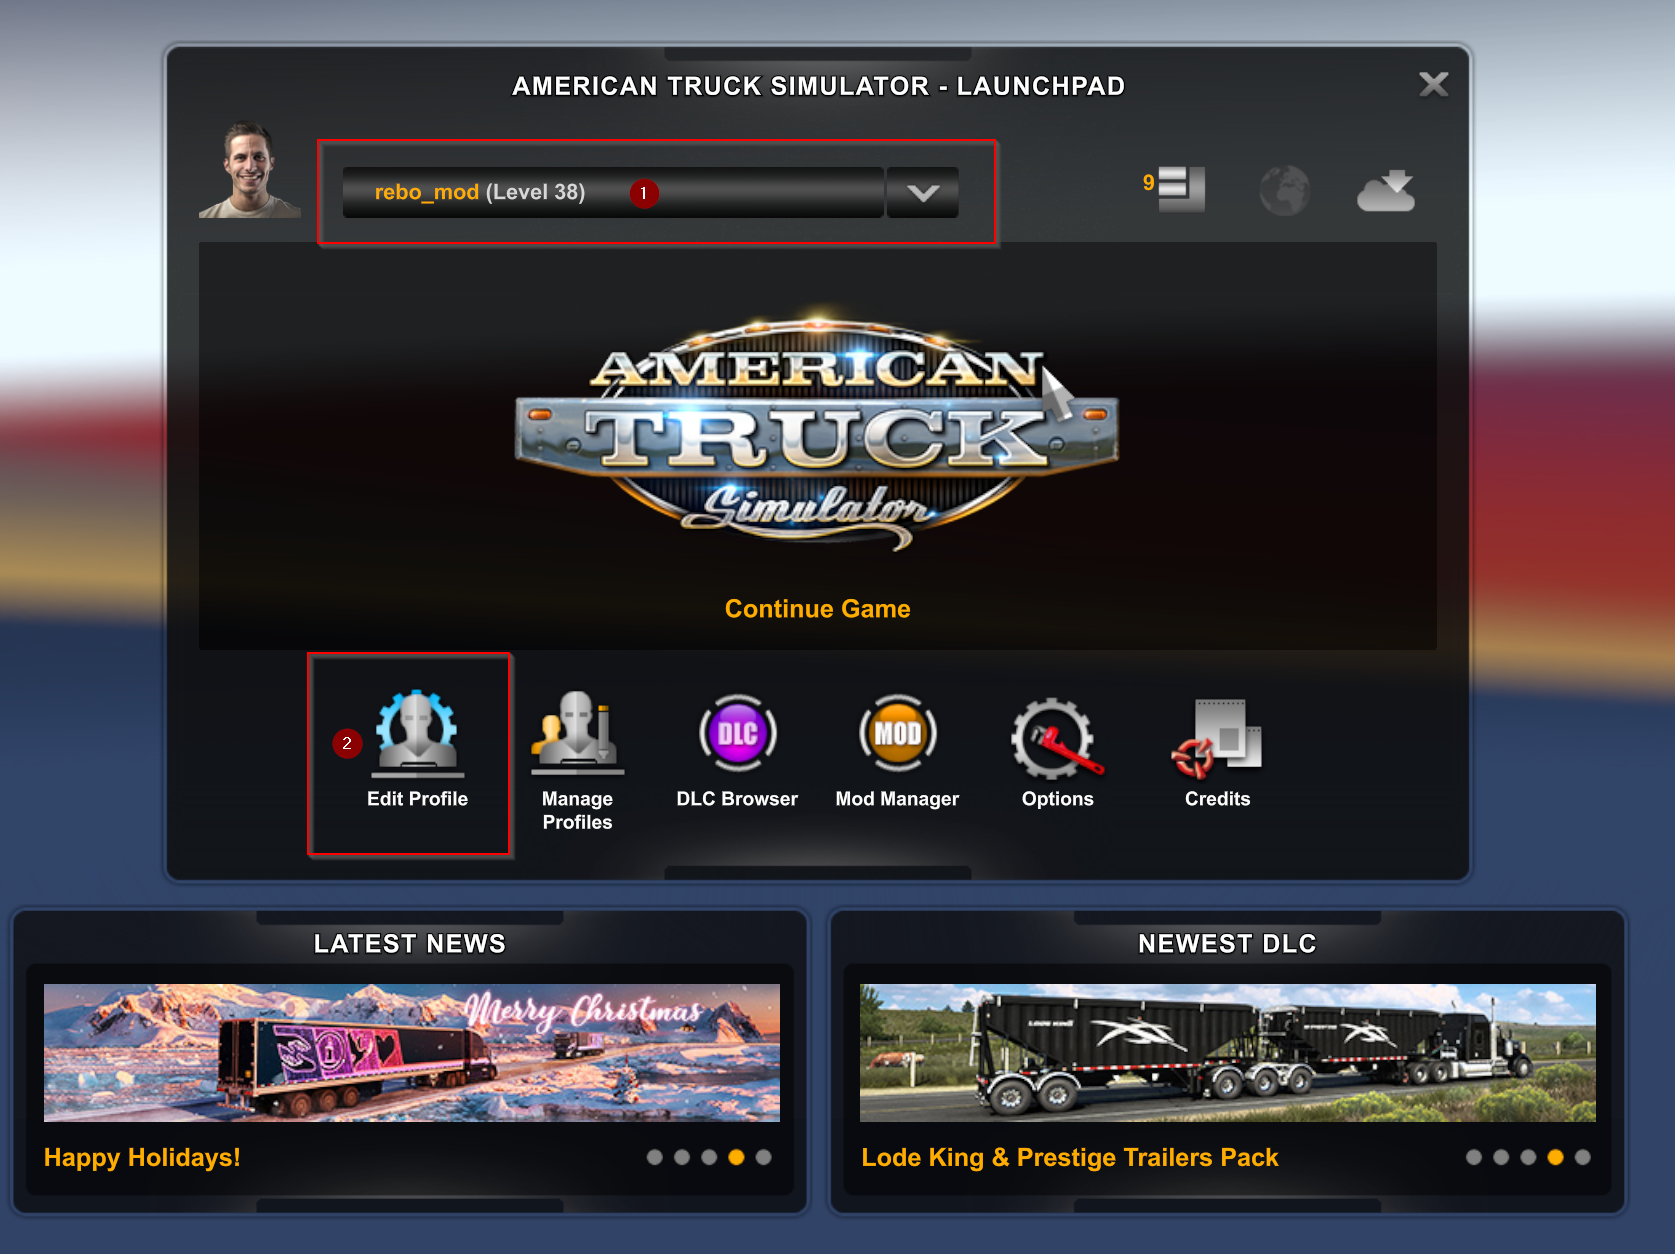 AMERICAN TRUCK SIMULATOR - LAUNCHPAD
rebo_mod (Level 38)
1
9
AMERICAN
TRUCK
Simulator
Continue Game
2
DLC
MOD
Edit Profile
Manage
Profiles
DLC Browser
Mod Manager
Options
Credits
LATEST NEWS
NEWEST DLC
Merry Christmas
LODE KING
Happy Holidays!
Lode King & Prestige Trailers Pack